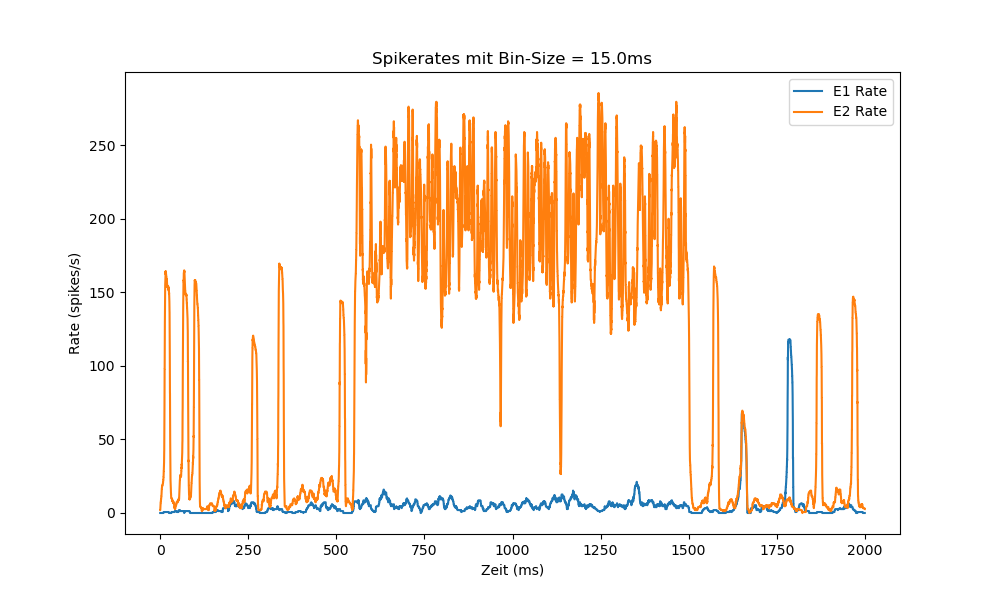 Spikerates mit Bin-Size = 15.0ms
E1 Rate
E2 Rate
Rate (spikes/s)
250
200
150
100
50
0
0 250 500 750 1000 1250 1500 1750 2000
Zeit (ms)